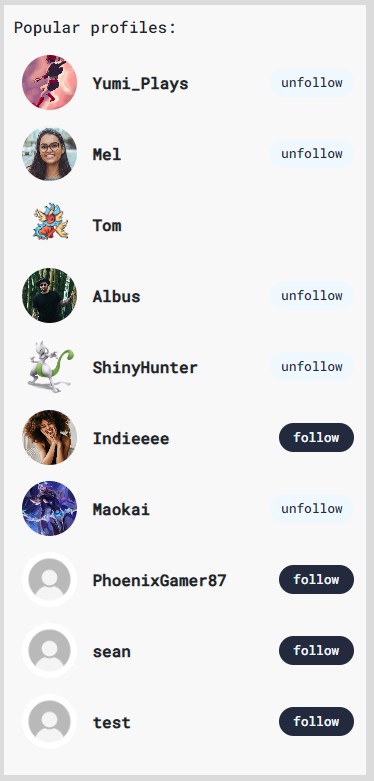 Popular profiles:
Yumi_Plays unfollow
Mel unfollow
Tom
Albus unfollow
ShinyHunter unfollow
Indieeee follow
Maokai unfollow
PhoenixGamer87 follow
sean follow
test follow